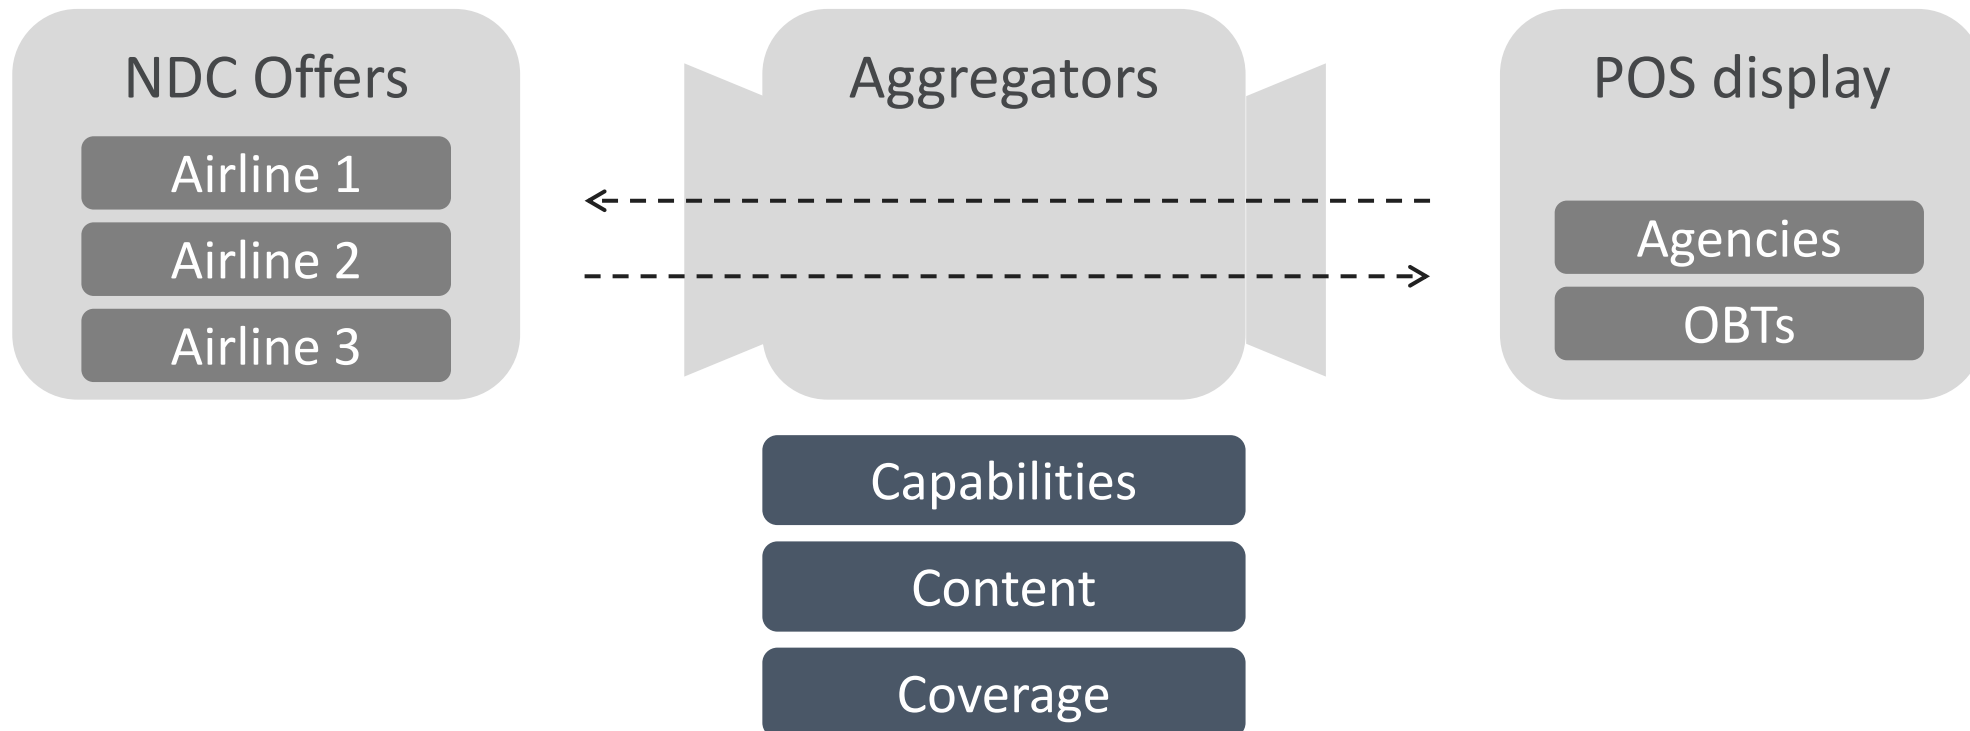 NDC Offers
Airline 1
Airline 2
Airline 3
Aggregators
POS display
Agencies
OBTs
Capabilities
Content
Coverage